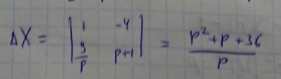 ΔX = | 1 -4 ; 9/p p+1 | = (p²+p+36)/p